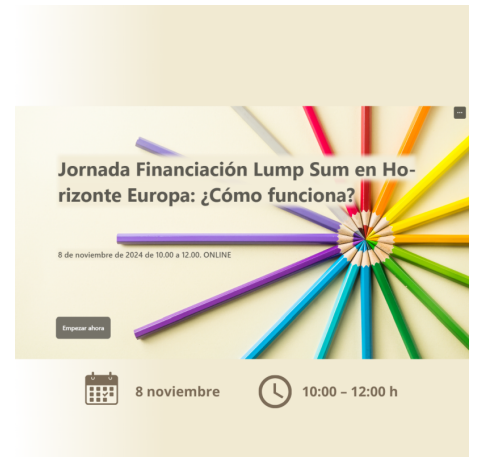 Jornada Financiación Lump Sum en Ho-
rizonte Europa: ¿Cómo funciona?
8 de noviembre de 2024 de 10.00 a 12.00. ONLINE
Empezar ahora
8 noviembre
10:00 – 12:00 h